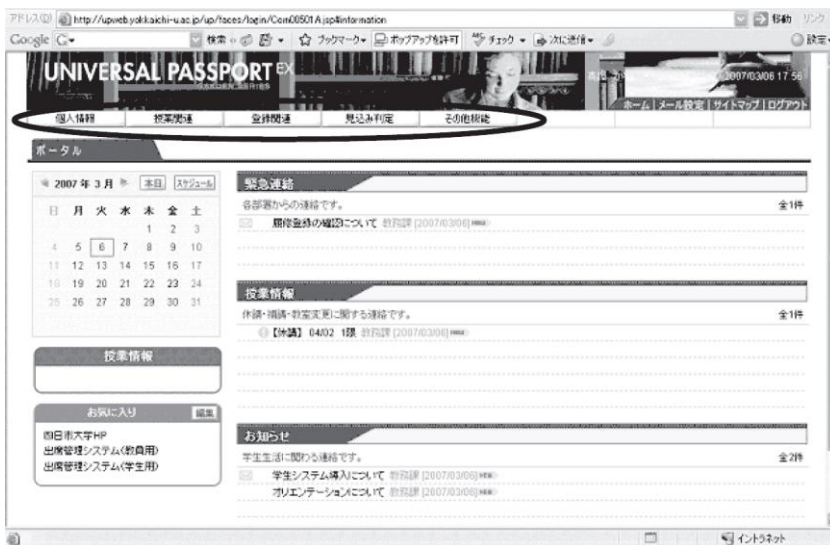 アドレス(D) http://upweb.yokkaichi-u.ac.jp/up/faces/login/Com00501A.jsp#information 移動 リンク
Google G 検索 ブックマーク ポップアップを許可 チェック 次に送信 設定
UNIVERSAL PASSPORT EX
GAKUEN SERIES
2007/03/06 17:56
ホーム | メール設定 | サイトマップ | ログアウト
個人情報 授業関連 登録関連 見込み判定 その他機能
ポータル
2007 年 3 月 本日 スケジュール
日 月 火 水 木 金 土
1 2 3
4 5 6 7 8 9 10
11 12 13 14 15 16 17
18 19 20 21 22 23 24
25 26 27 28 29 30 31
授業情報
お気に入り 編集
四日市大学HP
出席管理システム(教員用)
出席管理システム(学生用)
緊急連絡
各部署からの連絡です。 全1件
履修登録の確認について 教務課 [2007/03/06] NEW
授業情報
休講・補講・教室変更に関する連絡です。 全1件
【休講】 04/02 1限 教務課 [2007/03/06] NEW
お知らせ
学生生活に関わる連絡です。 全2件
学生システム導入について 教務課 [2007/03/06] NEW
オリエンテーションについて 教務課 [2007/03/06] NEW
イントラネット